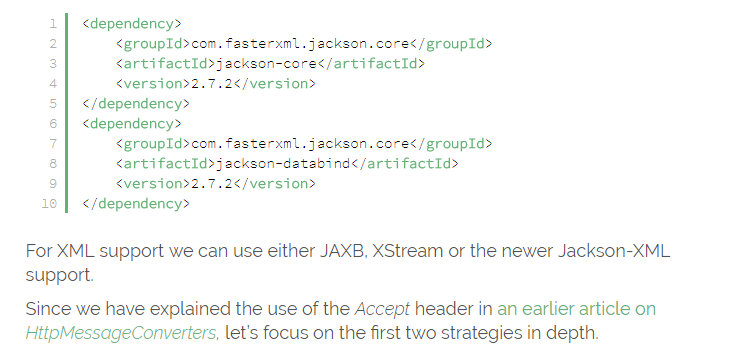 1 <dependency>
2 <groupId>com.fasterxml.jackson.core</groupId>
3 <artifactId>jackson-core</artifactId>
4 <version>2.7.2</version>
5 </dependency>
6 <dependency>
7 <groupId>com.fasterxml.jackson.core</groupId>
8 <artifactId>jackson-databind</artifactId>
9 <version>2.7.2</version>
10 </dependency>
For XML support we can use either JAXB, XStream or the newer Jackson-XML
support.
Since we have explained the use of the Accept header in an earlier article on
HttpMessageConverters, let’s focus on the first two strategies in depth.